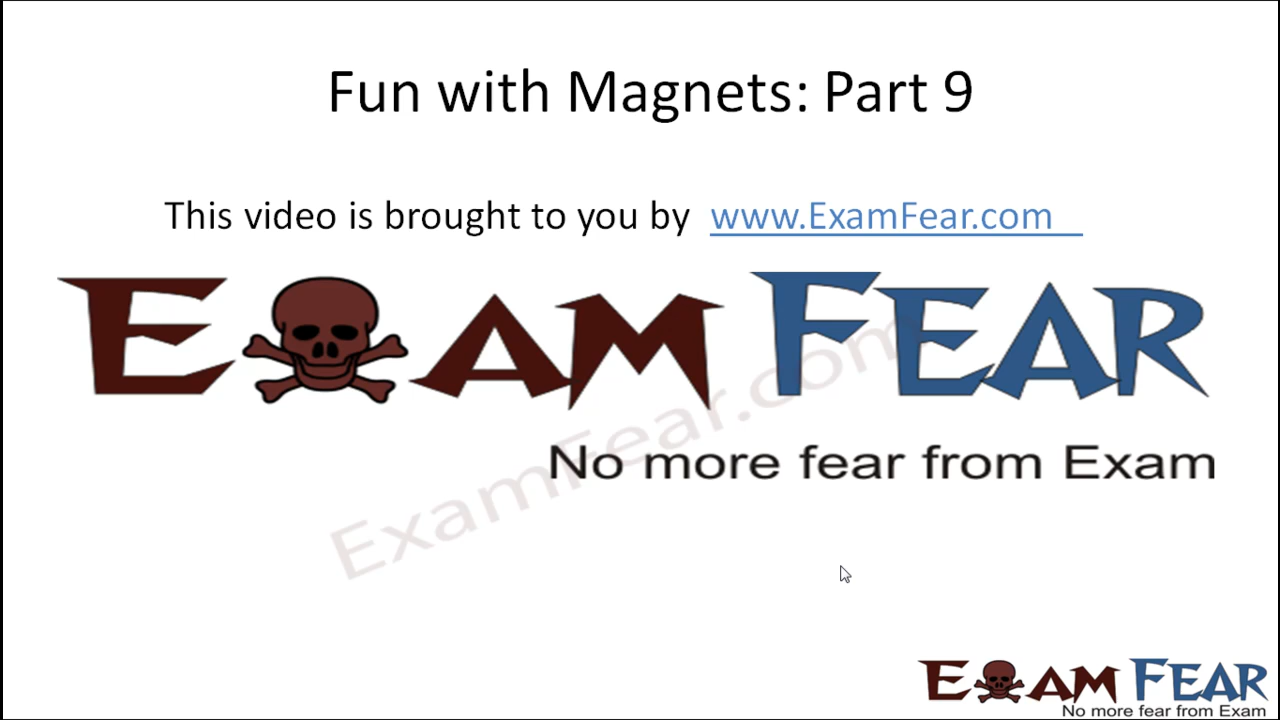 Fun with Magnets: Part 9
This video is brought to you by www.ExamFear.com
EXAM FEAR
No more fear from Exam
ExamFear.com
EXAM FEAR
No more fear from Exam